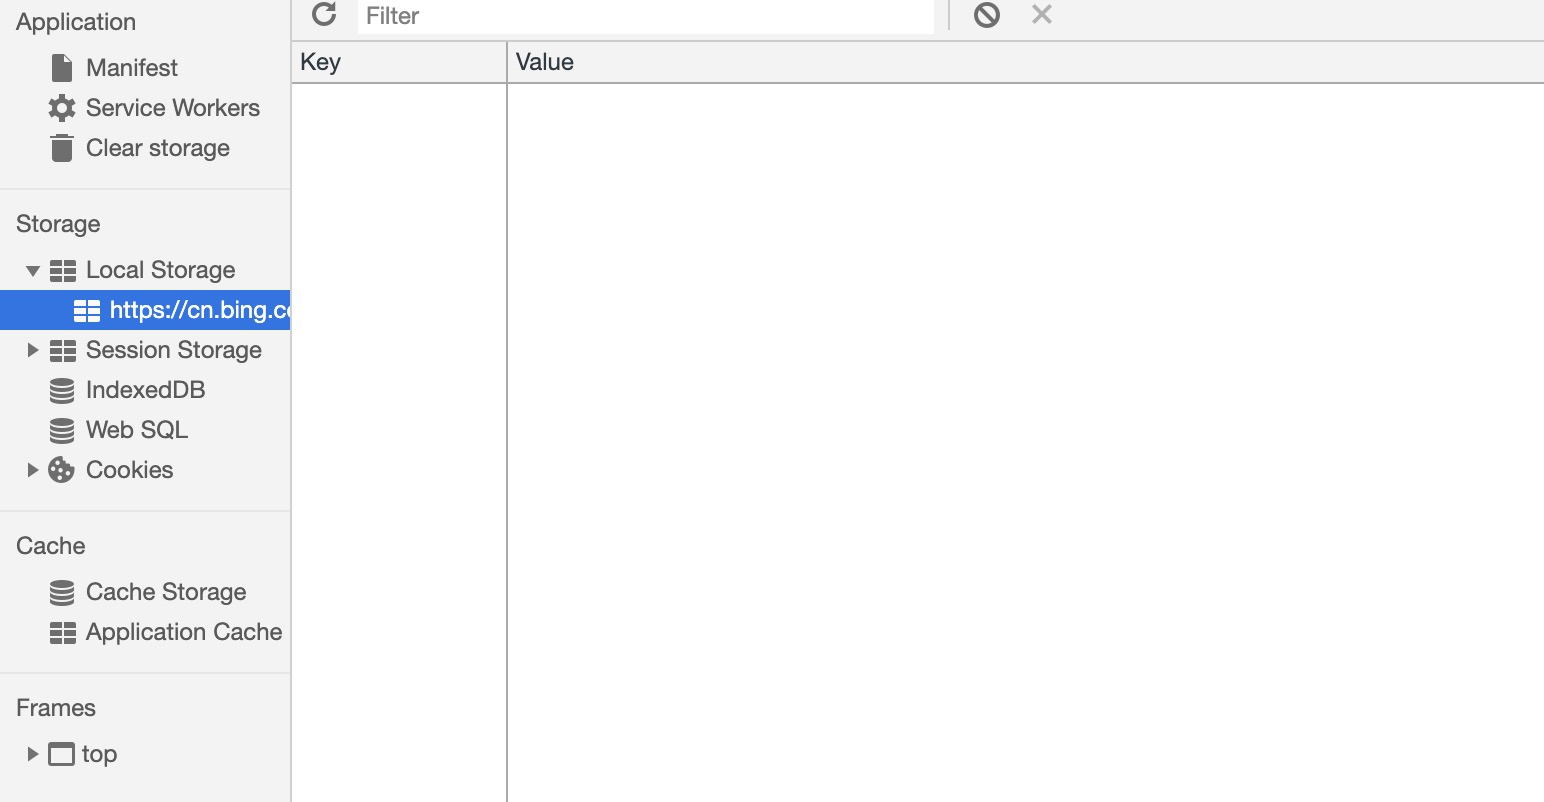 Application
Manifest
Service Workers
Clear storage
Storage
Local Storage
https://cn.bing.c
Session Storage
IndexedDB
Web SQL
Cookies
Cache
Cache Storage
Application Cache
Frames
top
Filter
Key Value